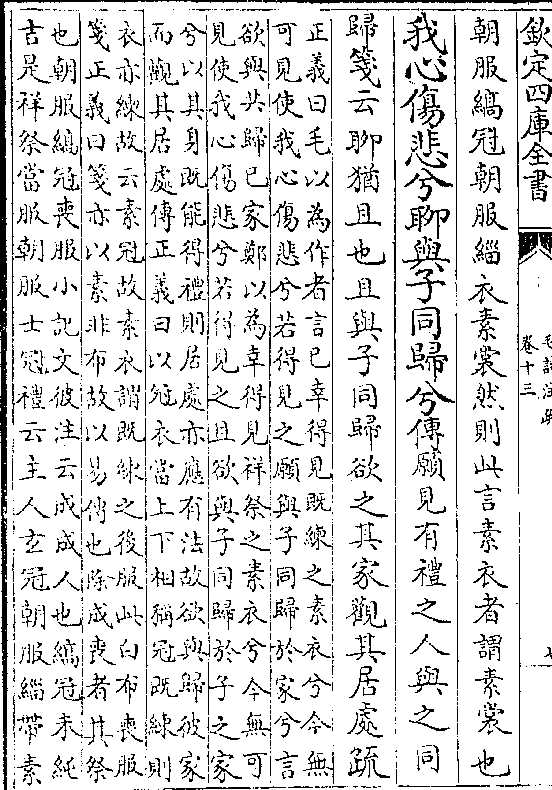 欽定四庫全書
毛詩注疏
卷十三
七
朝服縞冠朝服緇衣素裳然則此言素衣者謂素裳也
我心傷悲兮聊與子同歸兮傳願見有禮之人與之同
歸箋云聊猶且也且與子同歸欲之其家觀其居處疏
正義曰毛以為作者言已幸得見既練之素衣兮今無
可見使我心傷悲兮若得見之願與子同歸於家兮言
欲與共歸已家鄭以為幸得見祥祭之素衣兮今無可
見使我心傷悲兮若得見之且欲與子同歸於子之家
兮以其身既能得禮則居處亦應有法故欲與歸彼家
而觀其居處傳正義曰以冠衣當上下相稱冠既練則
衣亦練故云素冠故素衣謂既練之後服此白布喪服
箋正義曰箋亦以素非布故以易傳也除成喪者其祭
也朝服縞冠喪服小記文彼注云成成人也縞冠未純
吉是祥祭當服朝服士冠禮云主人玄冠朝服緇帶素